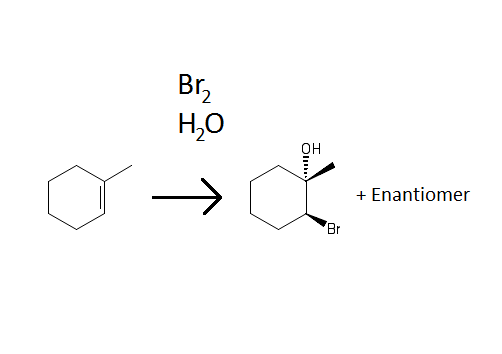 Br₂
H₂O
OH
+ Enantiomer
Br